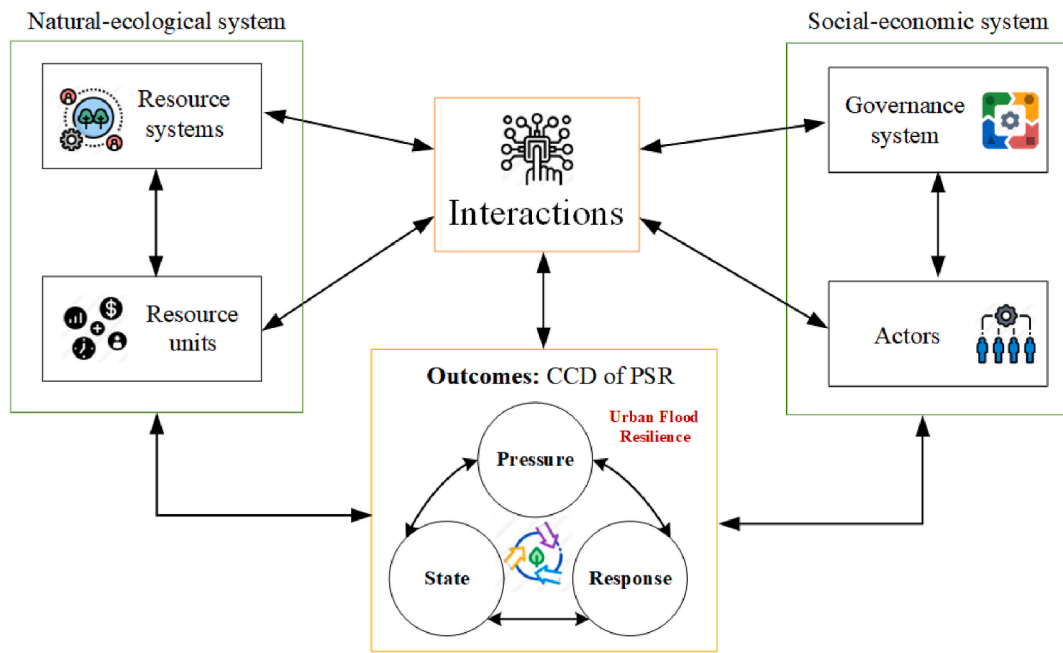 Natural-ecological system
Social-economic system
Resource
systems
Governance
system
Interactions
Resource
units
Actors
Outcomes: CCD of PSR
Urban Flood
Resilience
Pressure
State
Response